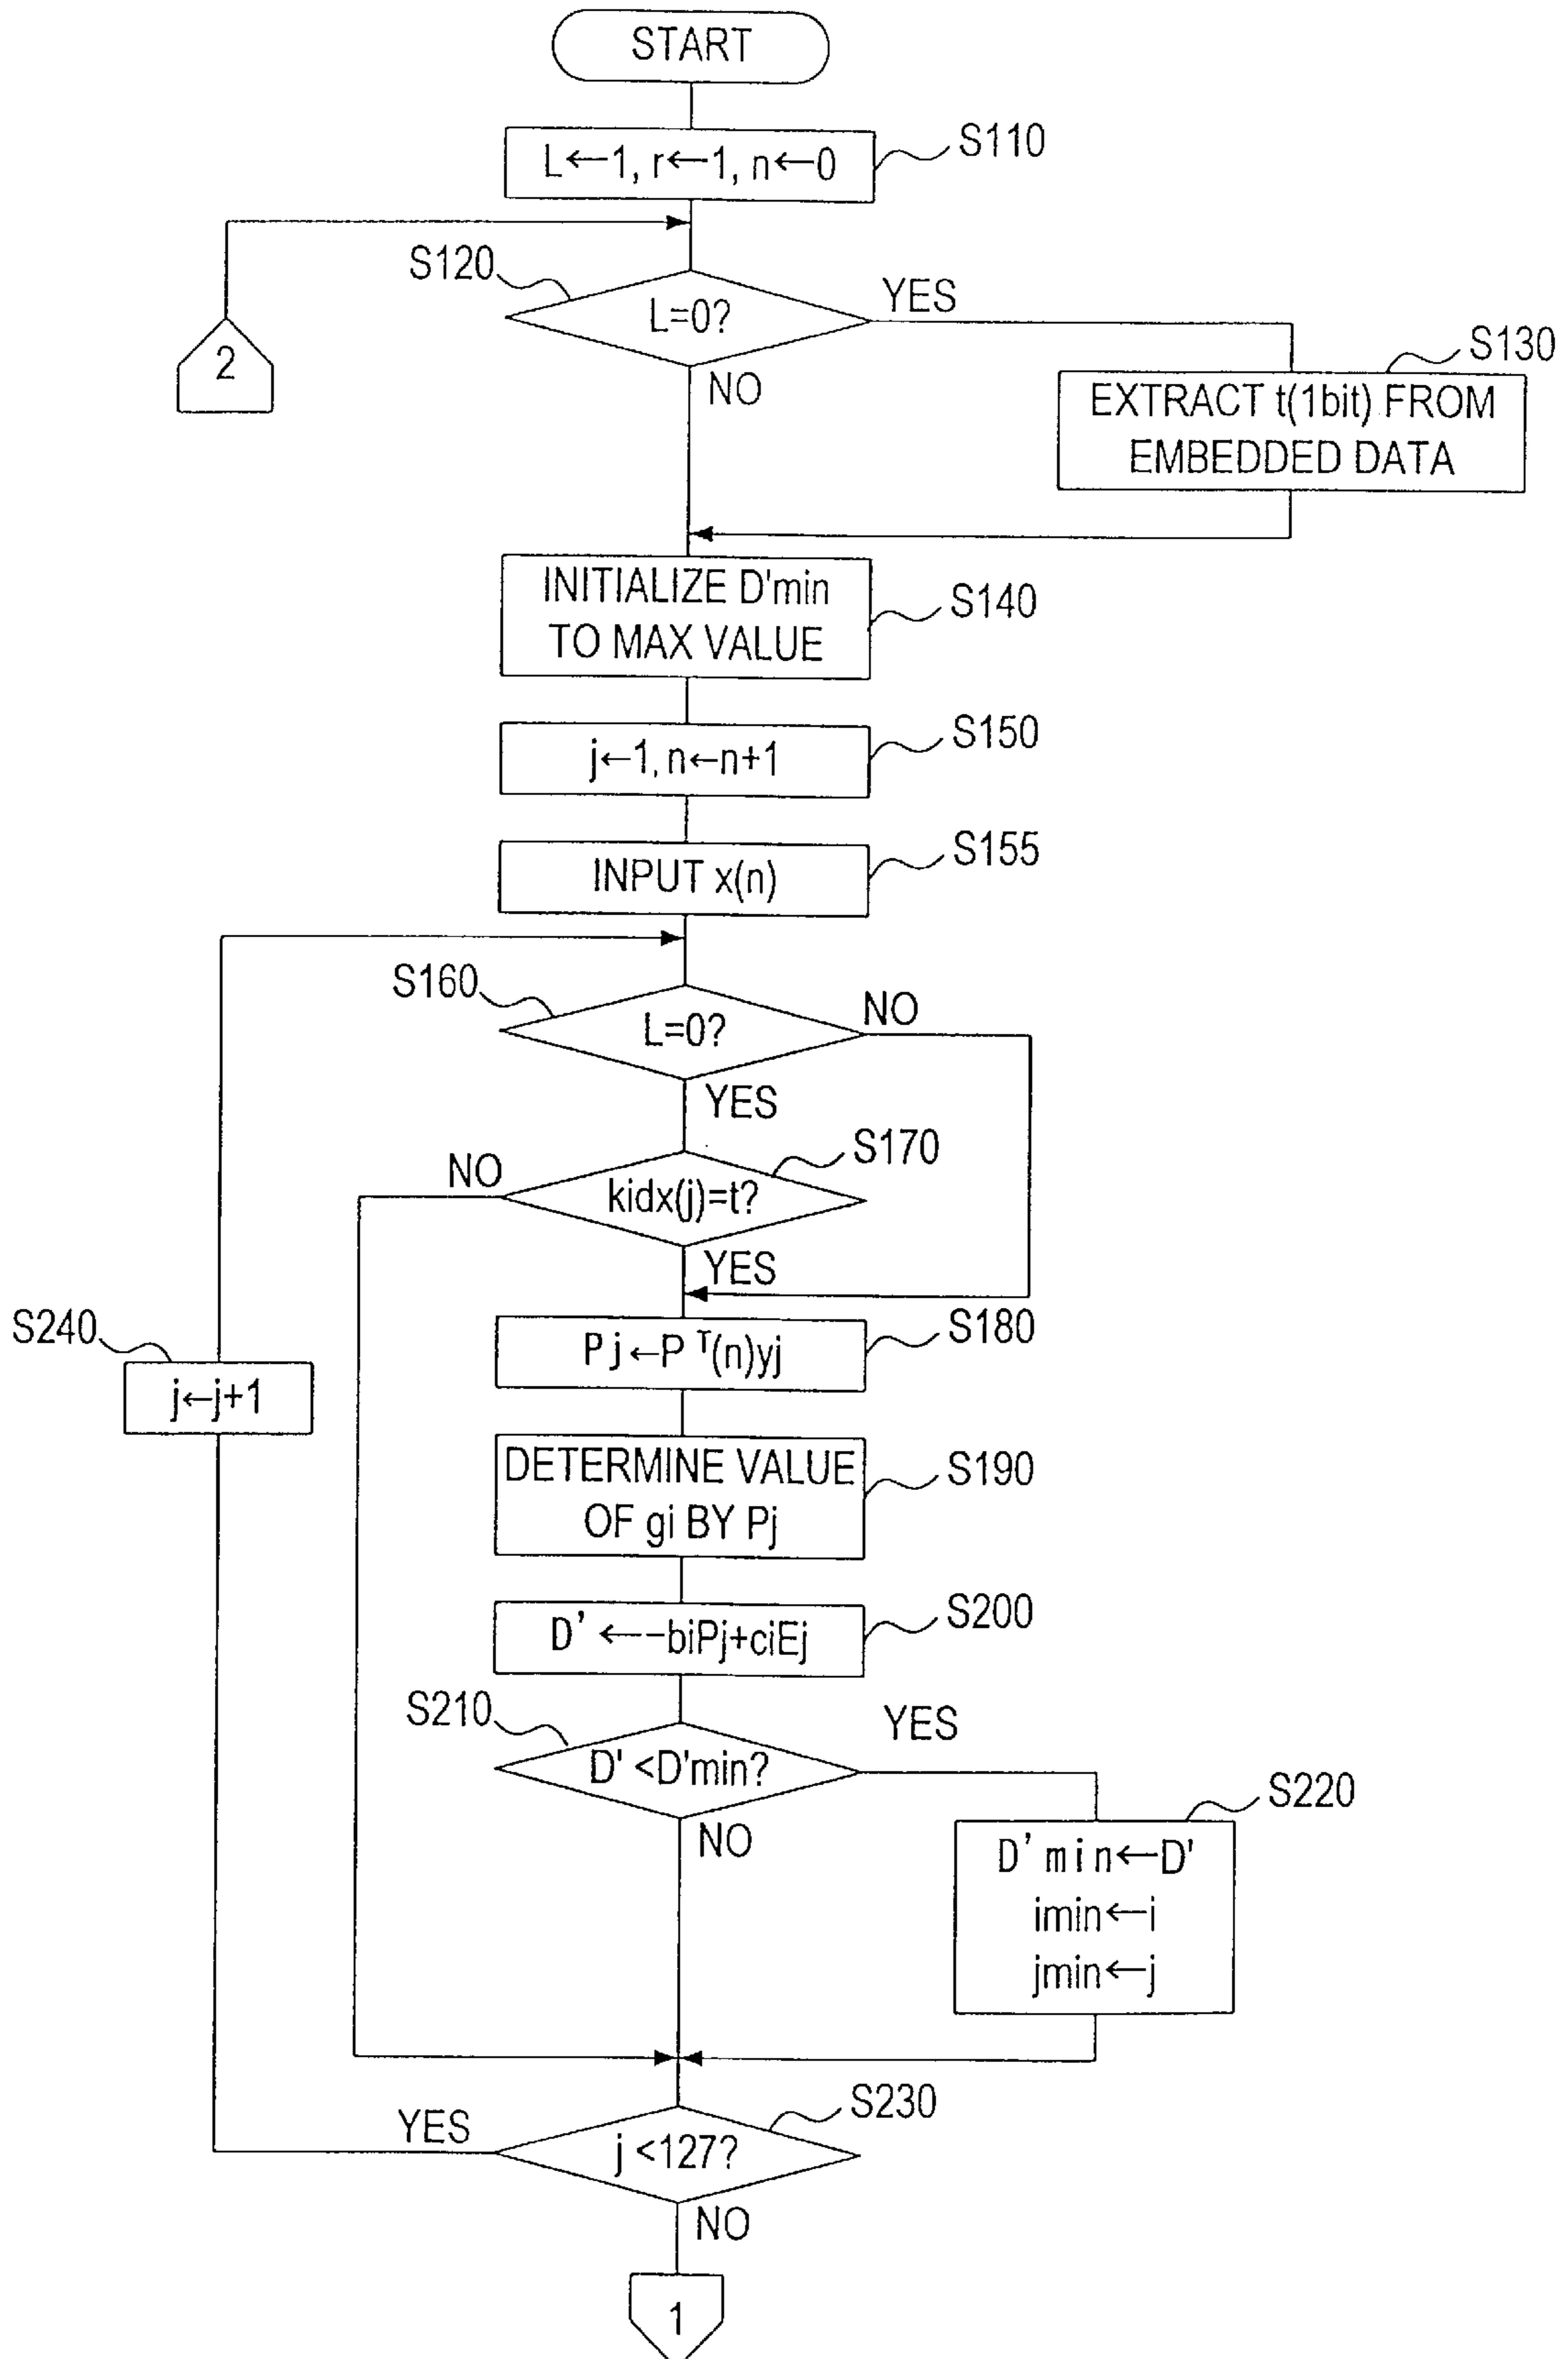 START
L←1, r←1, n←0
S110
S120
L=0?
YES
NO
2
S130
EXTRACT t(1bit) FROM
EMBEDDED DATA
INITIALIZE D'min
TO MAX VALUE
S140
j←1, n←n+1
S150
INPUT x(n)
S155
S160
L=0?
NO
YES
S170
NO
kidx(j)=t?
YES
S240
j←j+1
Pj←P T(n)yj
S180
DETERMINE VALUE
OF gi BY Pj
S190
D' ←-biPj+ciEj
S200
S210
D' <D'min?
YES
NO
S220
D'min←D'
imin←i
jmin←j
S230
YES
j <127?
NO
1